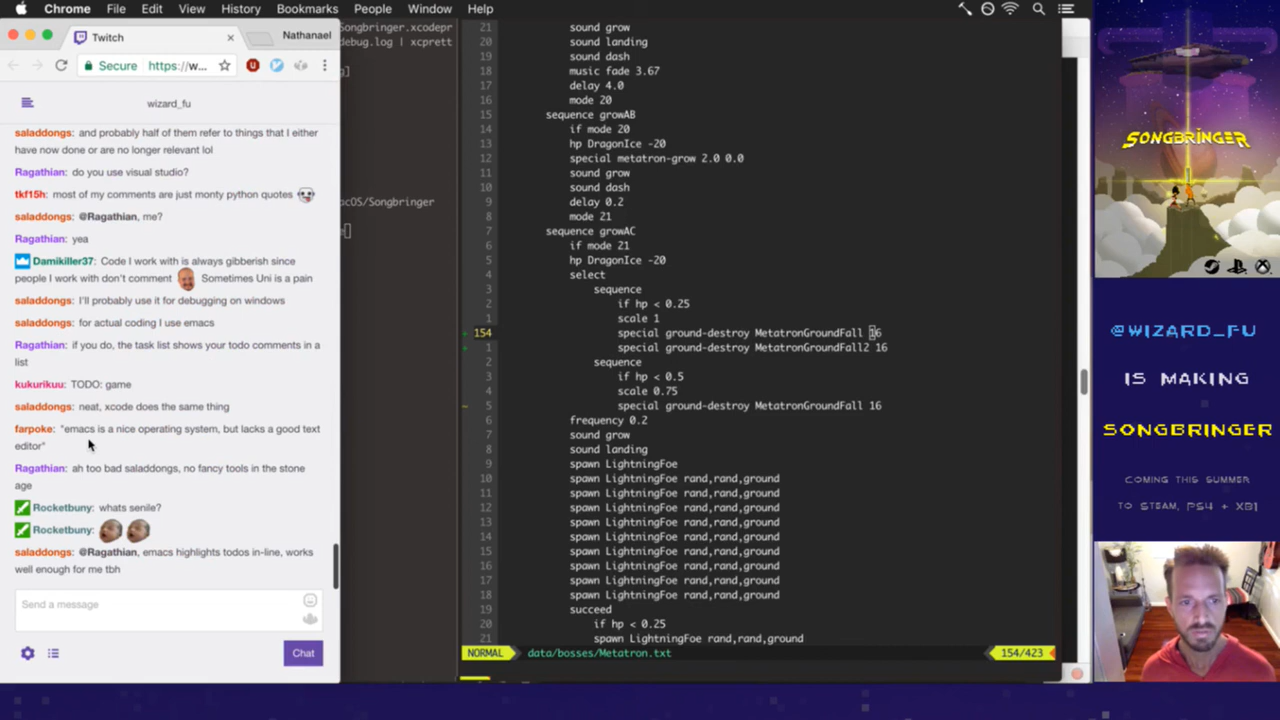 Chrome File Edit View History Bookmarks People Window Help
Twitch
Nathanael
Secure https://w...
wizard_fu
saladdongs: and probably half of them refer to things that I either
have now done or are no longer relevant lol
Ragathian: do you use visual studio?
tkf15h: most of my comments are just monty python quotes
saladdongs: @Ragathian, me?
Ragathian: yea
Damikiller37: Code I work with is always gibberish since
people I work with don't comment Sometimes Uni is a pain
saladdongs: I'll probably use it for debugging on windows
saladdongs: for actual coding I use emacs
Ragathian: if you do, the task list shows your todo comments in a
list
kukurikuu: TODO: game
saladdongs: neat, xcode does the same thing
farpoke: "emacs is a nice operating system, but lacks a good text
editor"
Ragathian: ah too bad saladdongs, no fancy tools in the stone
age
Rocketbuny: whats senile?
Rocketbuny:
saladdongs: @Ragathian, emacs highlights todos in-line, works
well enough for me tbh
Send a message
Chat
Songbringer.xcodepr
debug.log | xcprett
acOS/Songbringer
21 sound grow
20 sound landing
19 sound dash
18 music fade 3.67
17 delay 4.0
16 mode 20
15 sequence growAB
14 if mode 20
13 hp DragonIce -20
12 special metatron-grow 2.0 0.0
11 sound grow
10 sound dash
9 delay 0.2
8 mode 21
7 sequence growAC
6 if mode 21
5 hp DragonIce -20
4 select
3 sequence
2 if hp < 0.25
1 scale 1
154 special ground-destroy MetatronGroundFall 16
1 special ground-destroy MetatronGroundFall2 16
2 sequence
3 if hp < 0.5
4 scale 0.75
5 special ground-destroy MetatronGroundFall 16
6 frequency 0.2
7 sound grow
8 sound landing
9 spawn LightningFoe
10 spawn LightningFoe rand,rand,ground
11 spawn LightningFoe rand,rand,ground
12 spawn LightningFoe rand,rand,ground
13 spawn LightningFoe rand,rand,ground
14 spawn LightningFoe rand,rand,ground
15 spawn LightningFoe rand,rand,ground
16 spawn LightningFoe rand,rand,ground
17 spawn LightningFoe rand,rand,ground
18 spawn LightningFoe rand,rand,ground
19 succeed
20 if hp < 0.25
21 spawn LightningFoe rand,rand,ground
NORMAL data/bosses/Metatron.txt 154/423
SONGBRINGER
@WIZARD_FU
IS MAKING
SONGBRINGER
COMING THIS SUMMER
TO STEAM, PS4 + XB1